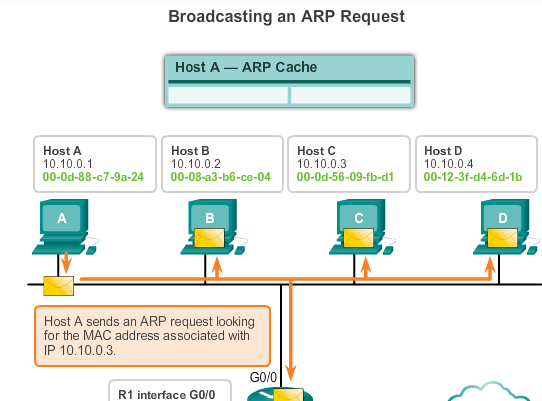 Broadcasting an ARP Request
Host A — ARP Cache
Host A
10.10.0.1
00-0d-88-c7-9a-24
Host B
10.10.0.2
00-08-a3-b6-ce-04
Host C
10.10.0.3
00-0d-56-09-fb-d1
Host D
10.10.0.4
00-12-3f-d4-6d-1b
A
B
C
D
Host A sends an ARP request looking
for the MAC address associated with
IP 10.10.0.3.
G0/0
R1 interface G0/0